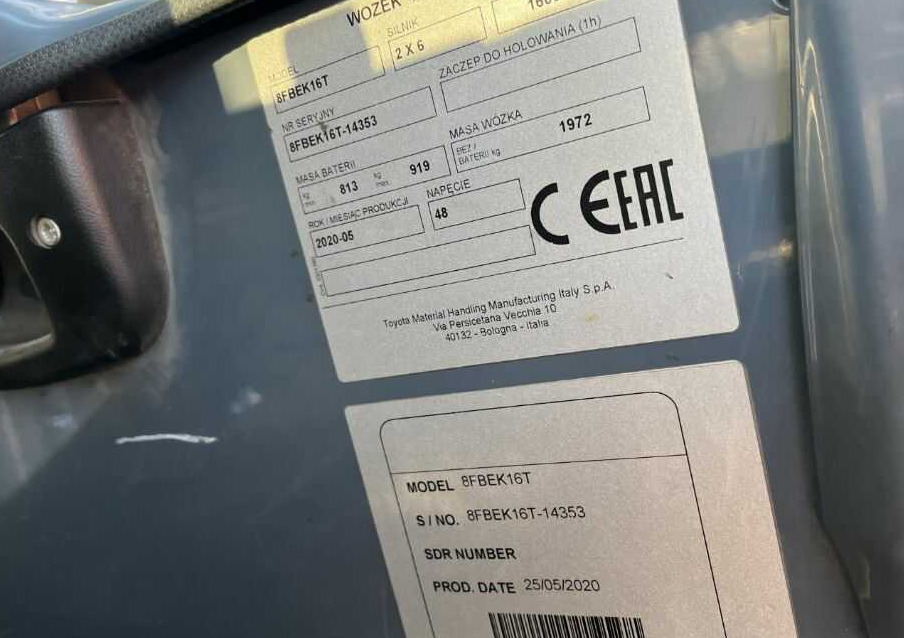 WÓZEK
MODEL SILNIK
8FBEK16T 2 X 6
NR SERYJNY ZACZEP DO HOLOWANIA (1h)
8FBEK16T-14353
MASA BATERII MASA WÓZKA
kg min. 813 kg max. 919 BEZ / BATERII kg 1972
ROK / MIESIĄC PRODUKCJI NAPĘCIE
2020-05 48
CE EAC
Toyota Material Handling Manufacturing Italy S.p.A.
Via Persicetana Vecchia 10
40132 - Bologna - Italia
MODEL 8FBEK16T
S / NO. 8FBEK16T-14353
SDR NUMBER
PROD. DATE 25/05/2020